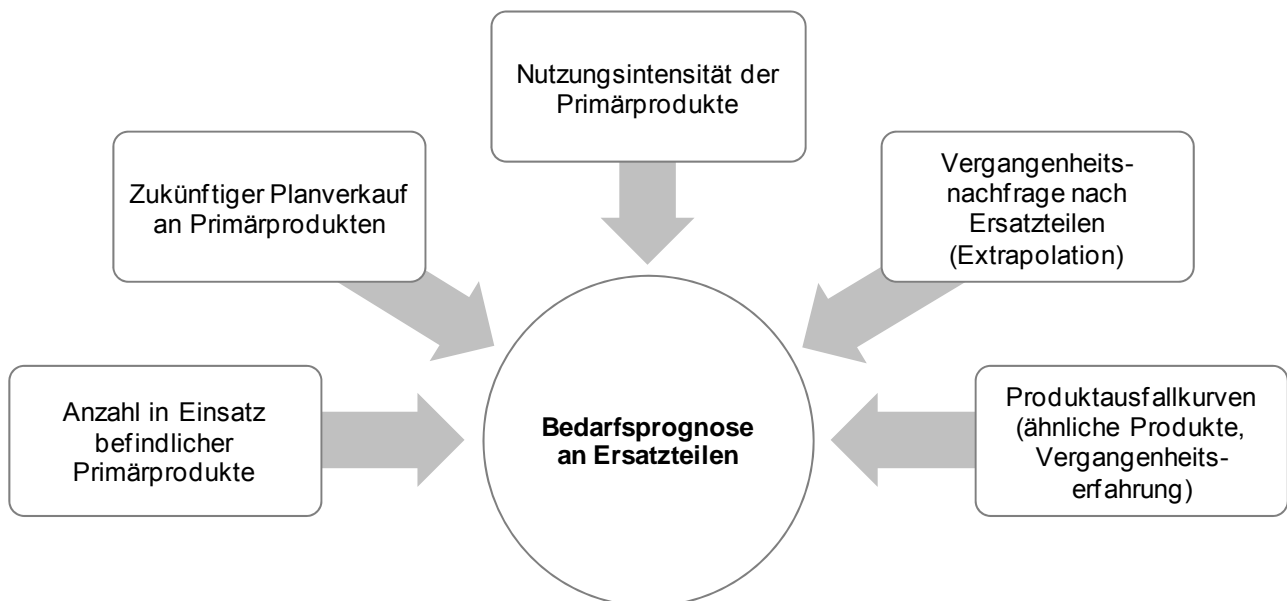 Nutzungsintensität der
Primärprodukte
Zukünftiger Planverkauf
an Primärprodukten
Vergangenheits-
nachfrage nach
Ersatzteilen
(Extrapolation)
Anzahl in Einsatz
befindlicher
Primärprodukte
Bedarfsprognose
an Ersatzteilen
Produktausfallkurven
(ähnliche Produkte,
Vergangenheits-
erfahrung)